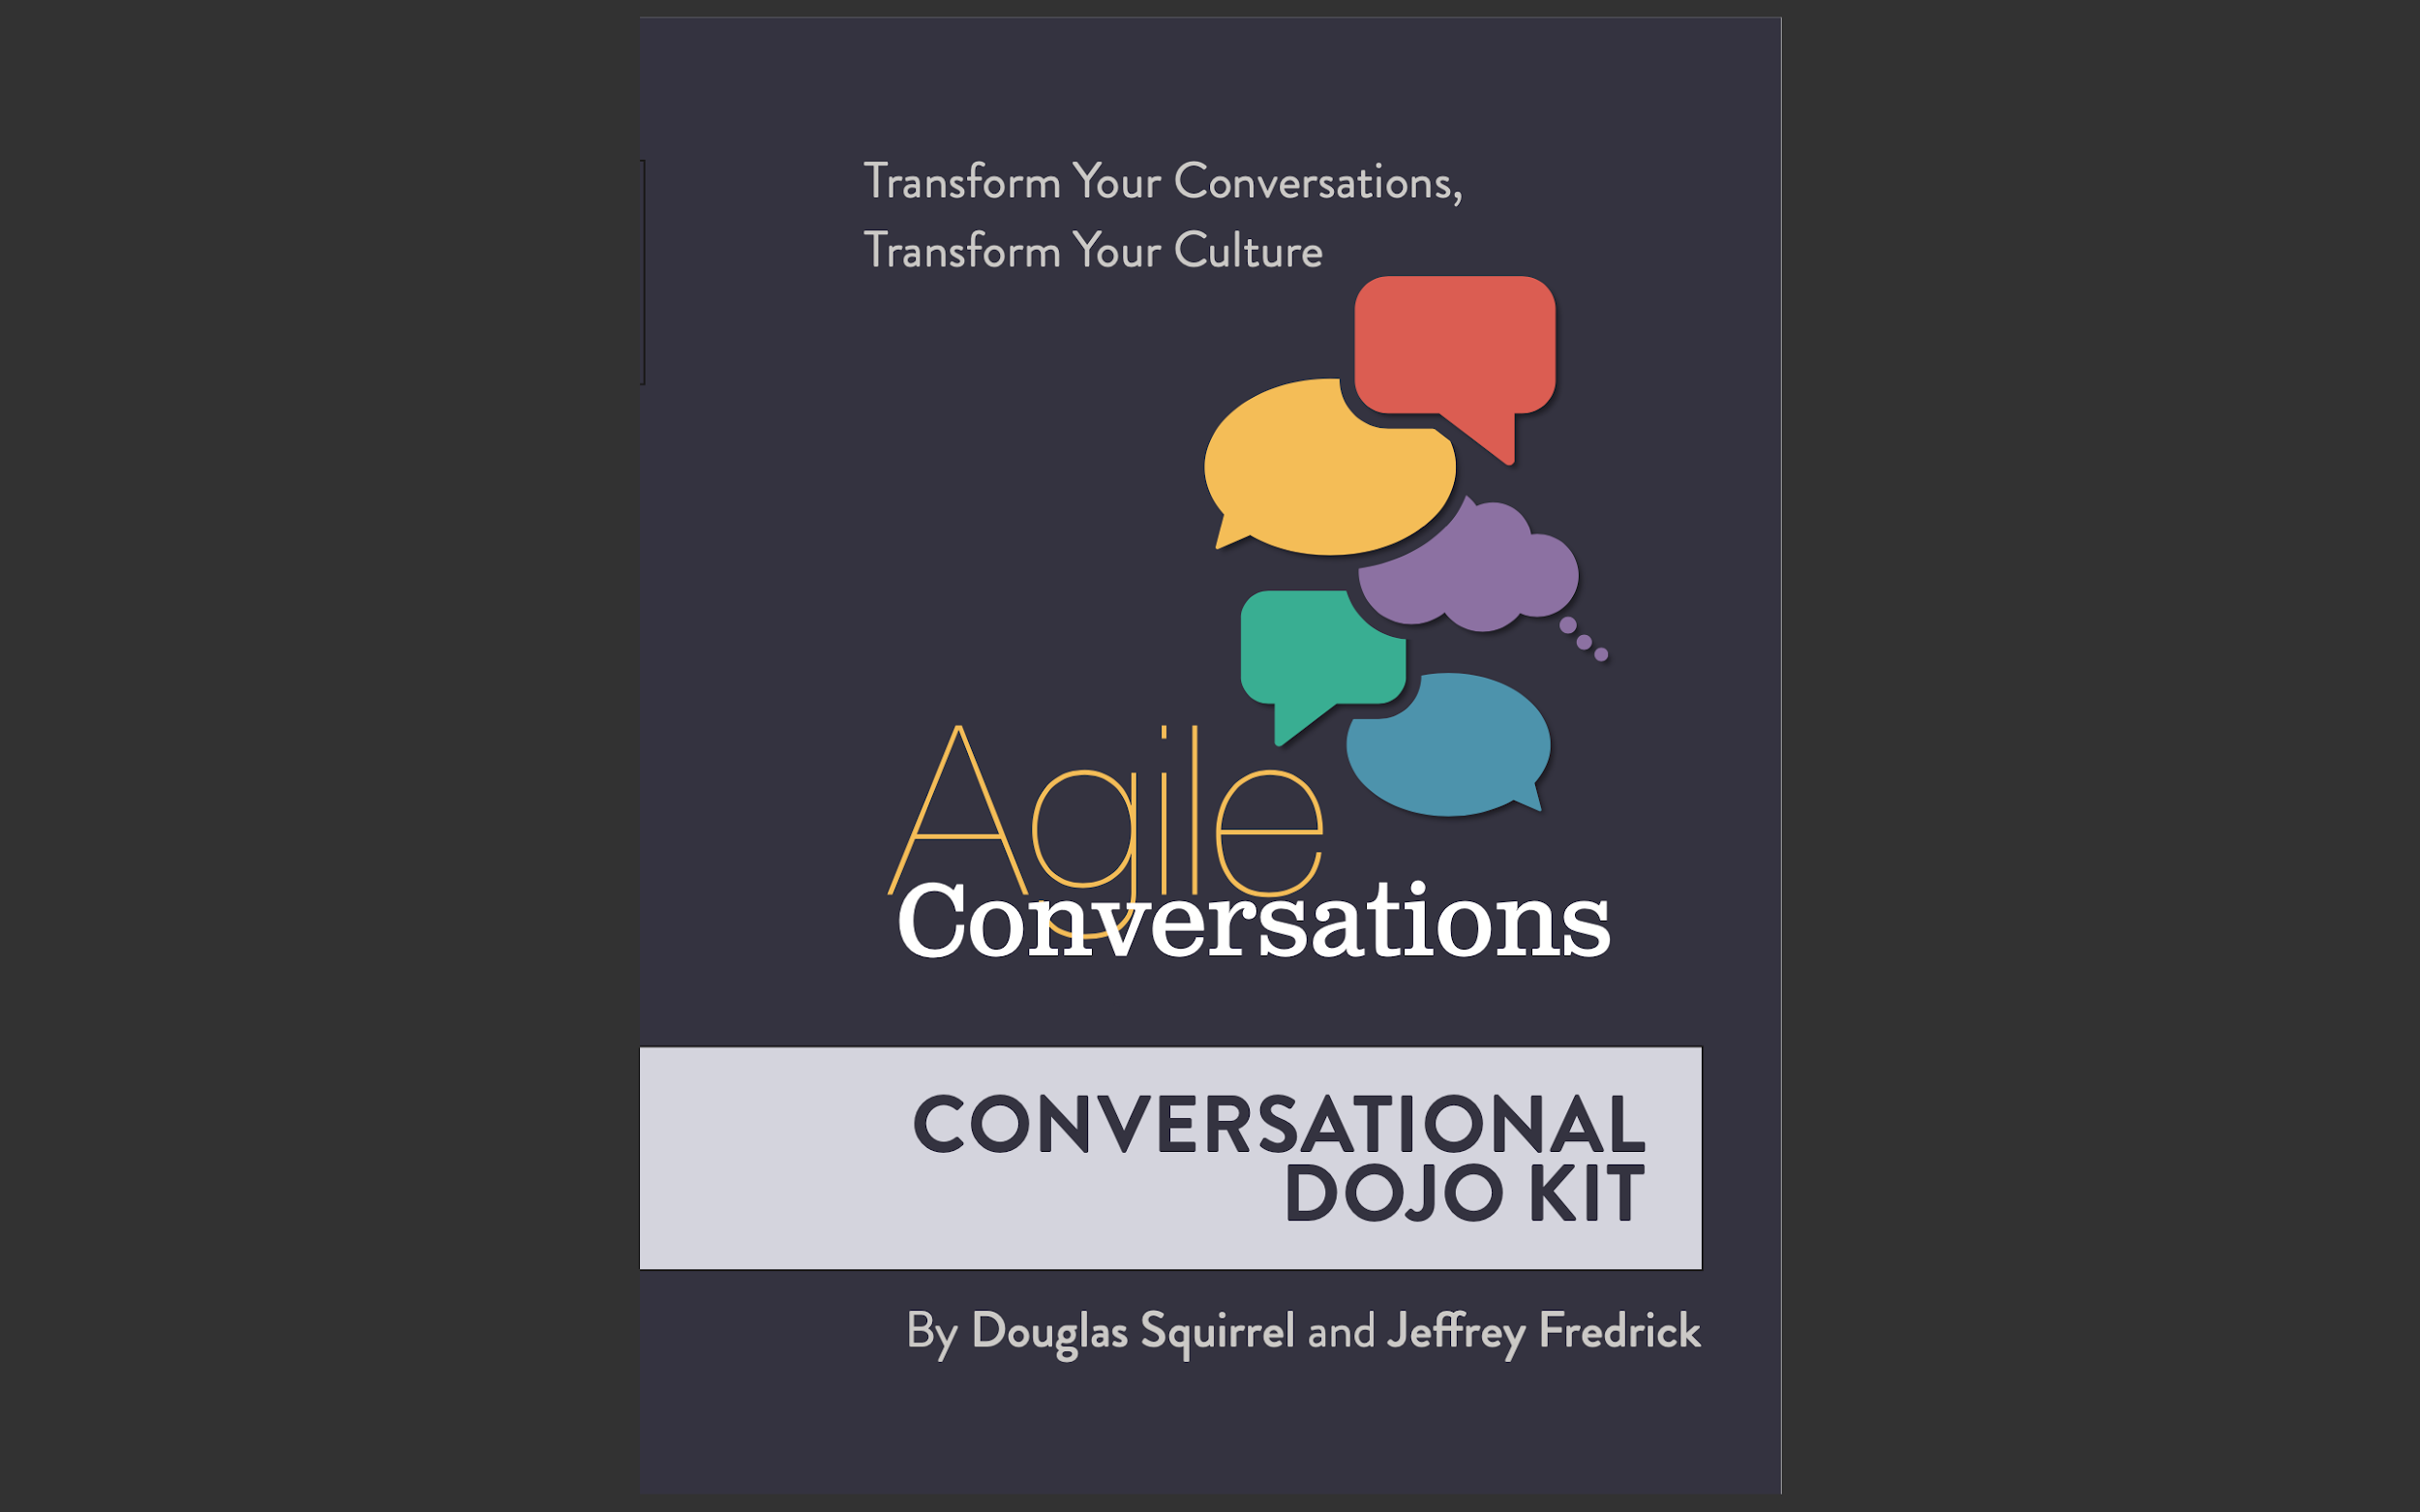 Transform Your Conversations,
Transform Your Culture
Agile
Conversations
CONVERSATIONAL
DOJO KIT
By Douglas Squirrel and Jeffrey Fredrick